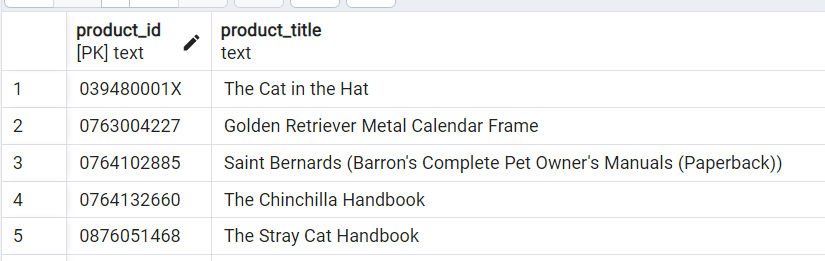 product_id product_title
[PK] text text
1 039480001X The Cat in the Hat
2 0763004227 Golden Retriever Metal Calendar Frame
3 0764102885 Saint Bernards (Barron's Complete Pet Owner's Manuals (Paperback))
4 0764132660 The Chinchilla Handbook
5 0876051468 The Stray Cat Handbook